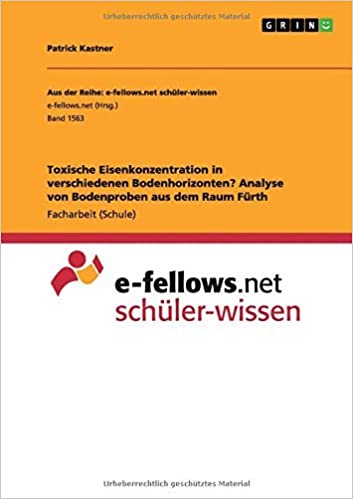 Urheberrechtlich geschütztes Material
Patrick Kastner
GRIN
Aus der Reihe: e-fellows.net schüler-wissen
e-fellows.net (Hrsg.)
Band 1563
Toxische Eisenkonzentration in
verschiedenen Bodenhorizonten? Analyse
von Bodenproben aus dem Raum Fürth
Facharbeit (Schule)
e-fellows.net
schüler-wissen
Urheberrechtlich geschütztes Material